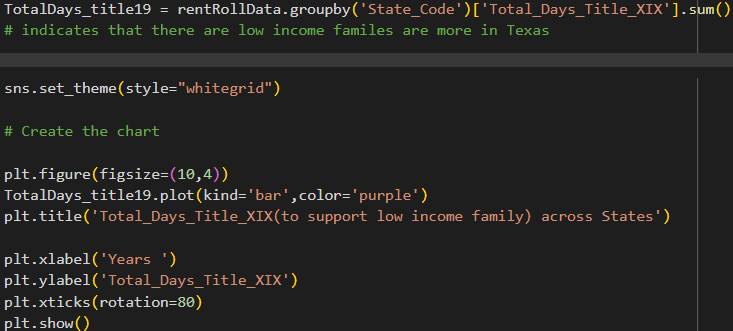 TotalDays_title19 = rentRollData.groupby('State_Code')['Total_Days_Title_XIX'].sum()
# indicates that there are low income familes are more in Texas
sns.set_theme(style="whitegrid")
# Create the chart
plt.figure(figsize=(10,4))
TotalDays_title19.plot(kind='bar',color='purple')
plt.title('Total_Days_Title_XIX(to support low income family) across States')
plt.xlabel('Years ')
plt.ylabel('Total_Days_Title_XIX')
plt.xticks(rotation=80)
plt.show()